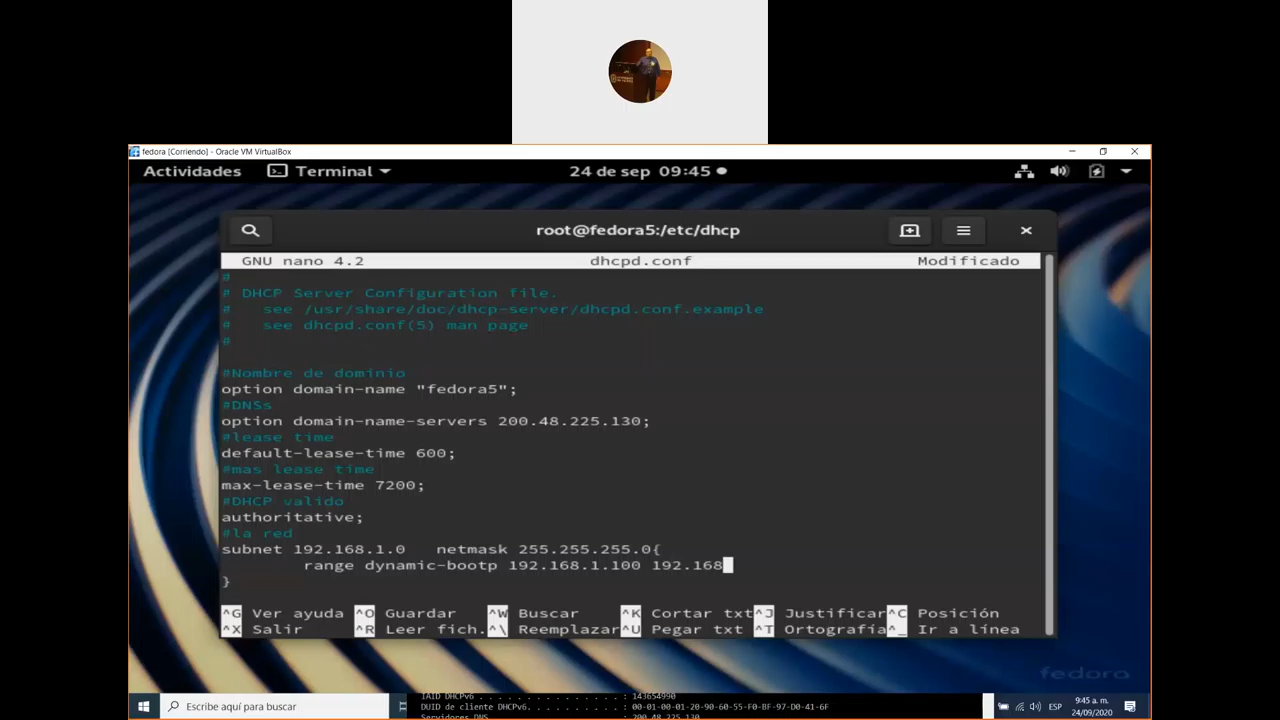 fedora [Corriendo] - Oracle VM VirtualBox
Actividades Terminal 24 de sep 09:45
root@fedora5:/etc/dhcp
GNU nano 4.2 dhcpd.conf Modificado
#
# DHCP Server Configuration file.
#   see /usr/share/doc/dhcp-server/dhcpd.conf.example
#   see dhcpd.conf(5) man page
#
#Nombre de dominio
option domain-name "fedora5";
#DNSs
option domain-name-servers 200.48.225.130;
#lease time
default-lease-time 600;
#mas lease time
max-lease-time 7200;
#DHCP valido
authoritative;
#la red
subnet 192.168.1.0   netmask 255.255.255.0{
        range dynamic-bootp 192.168.1.100 192.168
}
^G Ver ayuda ^O Guardar ^W Buscar ^K Cortar txt ^J Justificar ^C Posición
^X Salir ^R Leer fich. ^\ Reemplazar ^U Pegar txt ^T Ortografía ^_ Ir a línea
fedora
IAID DHCPv6 . . . . . . . . . . . . . . . : 143654990
DUID de cliente DHCPv6. . . . . . . . . . : 00-01-00-01-20-90-60-55-F0-BF-97-D0-41-6F
Servidores DNS . . . . . . . . . . . . . . : 200.48.225.130
Escribe aquí para buscar
ESP
9:45 a. m.
24/09/2020